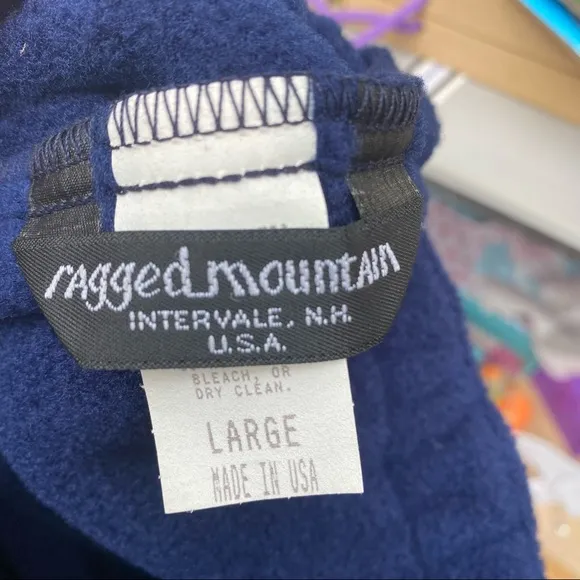 ragged mountain
INTERVALE, N.H.
U.S.A.
BLEACH, OR
DRY CLEAN.
LARGE
MADE IN USA